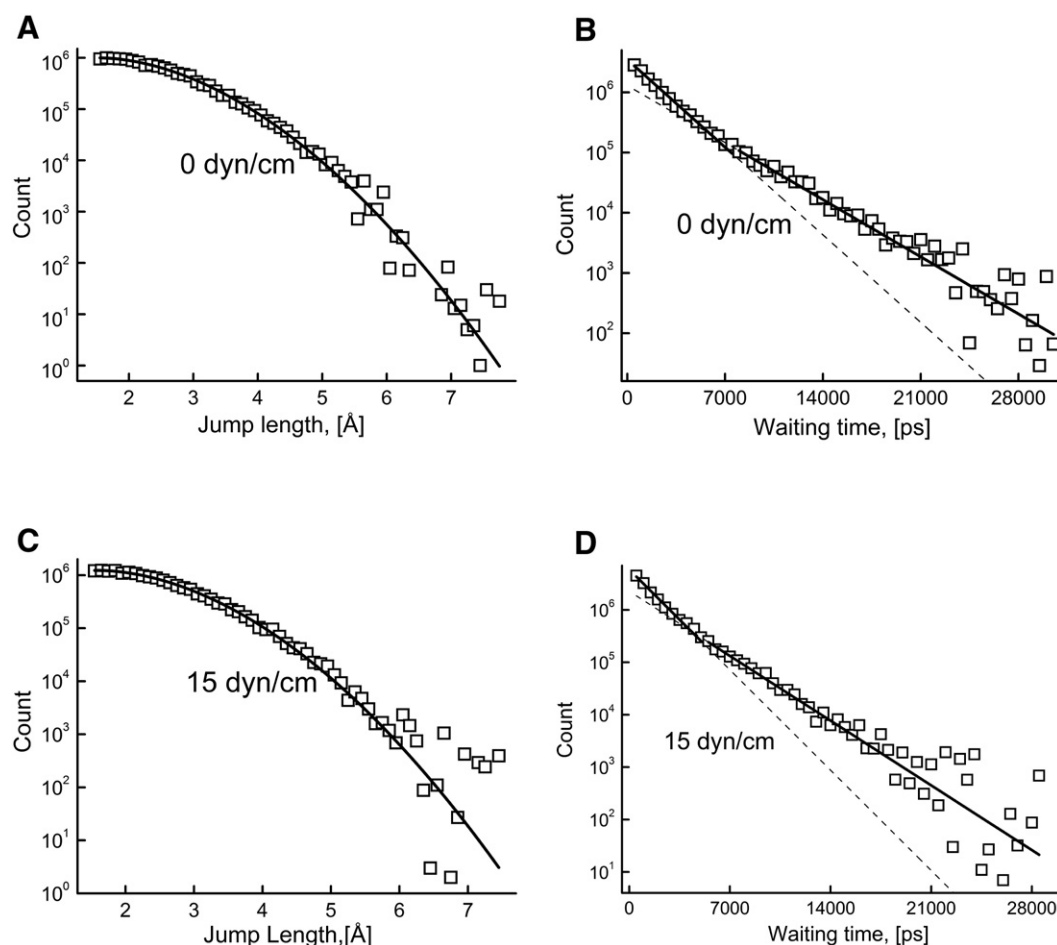 A
10^6
10^5
10^4
10^3
10^2
10^1
10^0
Count
0 dyn/cm
2 3 4 5 6 7
Jump length, [Å]
B
10^6
10^5
10^4
10^3
10^2
Count
0 dyn/cm
0 7000 14000 21000 28000
Waiting time, [ps]
C
10^6
10^5
10^4
10^3
10^2
10^1
10^0
Count
15 dyn/cm
2 3 4 5 6 7
Jump Length,[Å]
D
10^6
10^5
10^4
10^3
10^2
10^1
Count
15 dyn/cm
0 7000 14000 21000 28000
Waiting time, [ps]